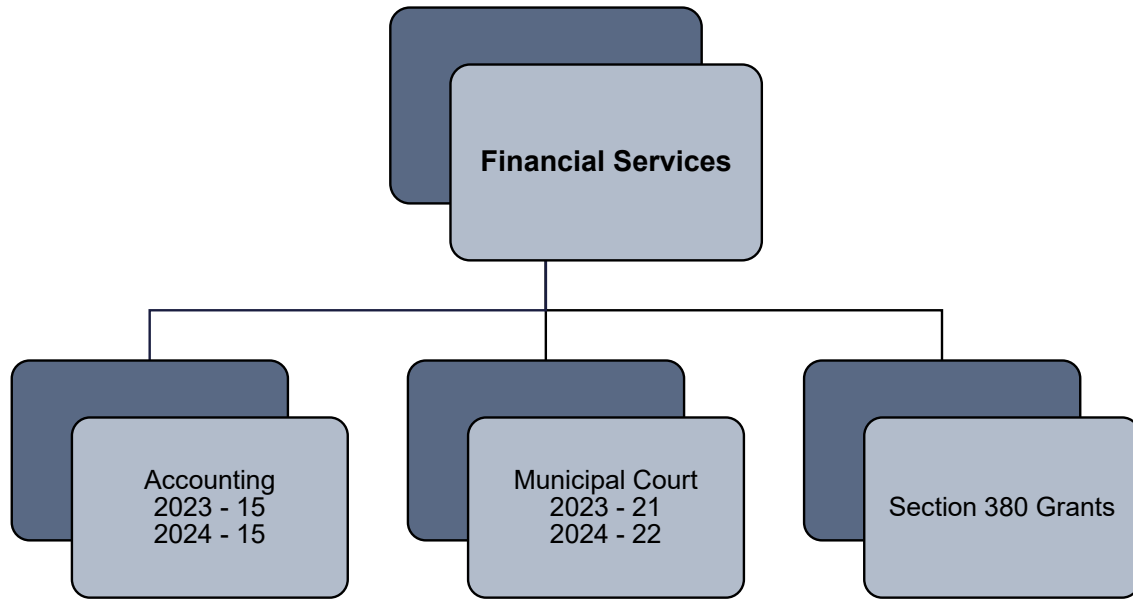 Financial Services
Accounting
2023 - 15
2024 - 15
Municipal Court
2023 - 21
2024 - 22
Section 380 Grants